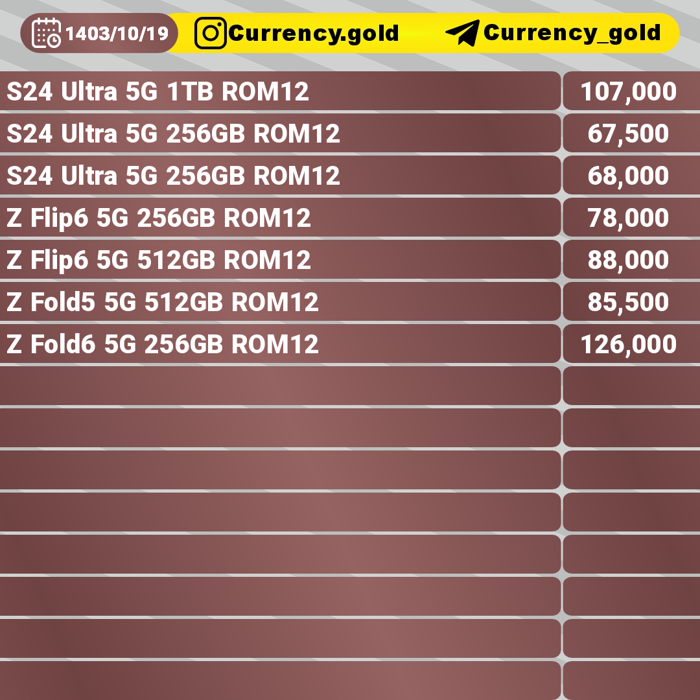 1403/10/19 Currency.gold Currency_gold
S24 Ultra 5G 1TB ROM12 107,000
S24 Ultra 5G 256GB ROM12 67,500
S24 Ultra 5G 256GB ROM12 68,000
Z Flip6 5G 256GB ROM12 78,000
Z Flip6 5G 512GB ROM12 88,000
Z Fold5 5G 512GB ROM12 85,500
Z Fold6 5G 256GB ROM12 126,000